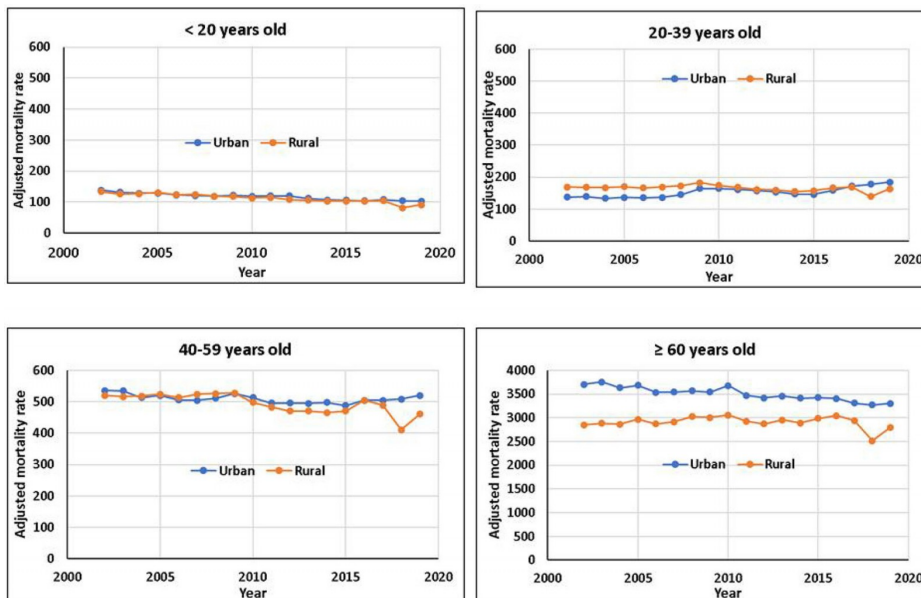 < 20 years old
Adjusted mortality rate
600
500
400
300
200
100
0
Urban Rural
2000 2005 2010 2015 2020
Year
20-39 years old
Adjusted mortality rate
600
500
400
300
200
100
0
Urban Rural
2000 2005 2010 2015 2020
Year
40-59 years old
Adjusted mortality rate
600
500
400
300
200
100
0
Urban Rural
2000 2005 2010 2015 2020
Year
≥ 60 years old
Adjusted mortality rate
4000
3500
3000
2500
2000
1500
1000
500
0
Urban Rural
2000 2005 2010 2015 2020
Year